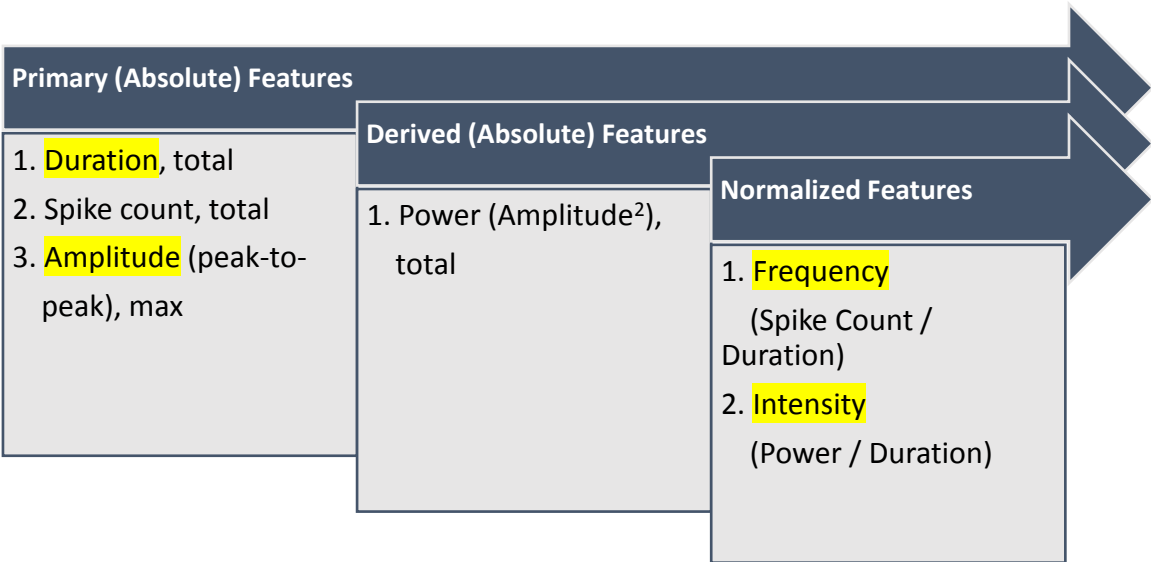 Primary (Absolute) Features
1. Duration, total
2. Spike count, total
3. Amplitude (peak-to-
peak), max
Derived (Absolute) Features
1. Power (Amplitude²),
total
Normalized Features
1. Frequency
(Spike Count /
Duration)
2. Intensity
(Power / Duration)